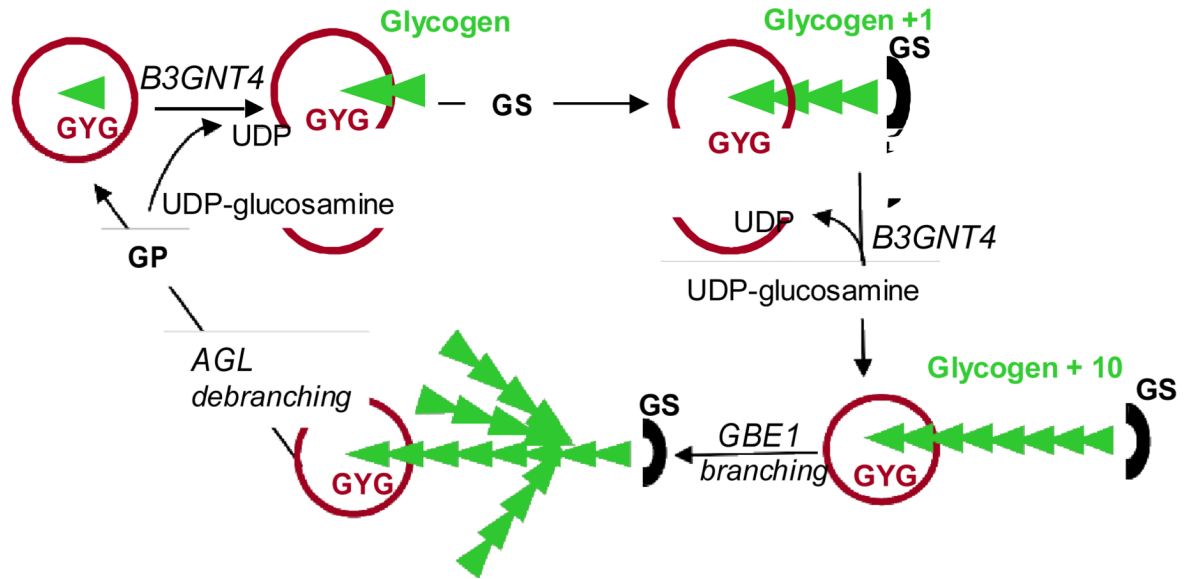 Glycogen
Glycogen +1
GS
B3GNT4
GYG
GYG
UDP
GS
GYG
UDP-glucosamine
UDP
B3GNT4
GP
UDP-glucosamine
AGL
debranching
Glycogen + 10
GS
GS
GBE1
branching
GYG
GYG